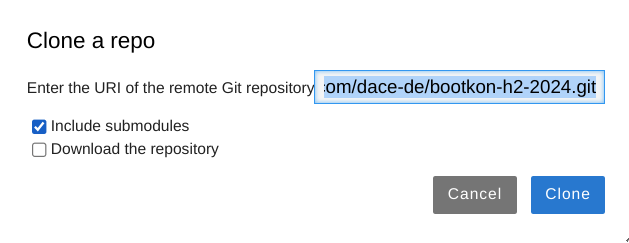 Clone a repo
Enter the URI of the remote Git repository com/dace-de/bootkon-h2-2024.git
Include submodules
Download the repository
Cancel Clone